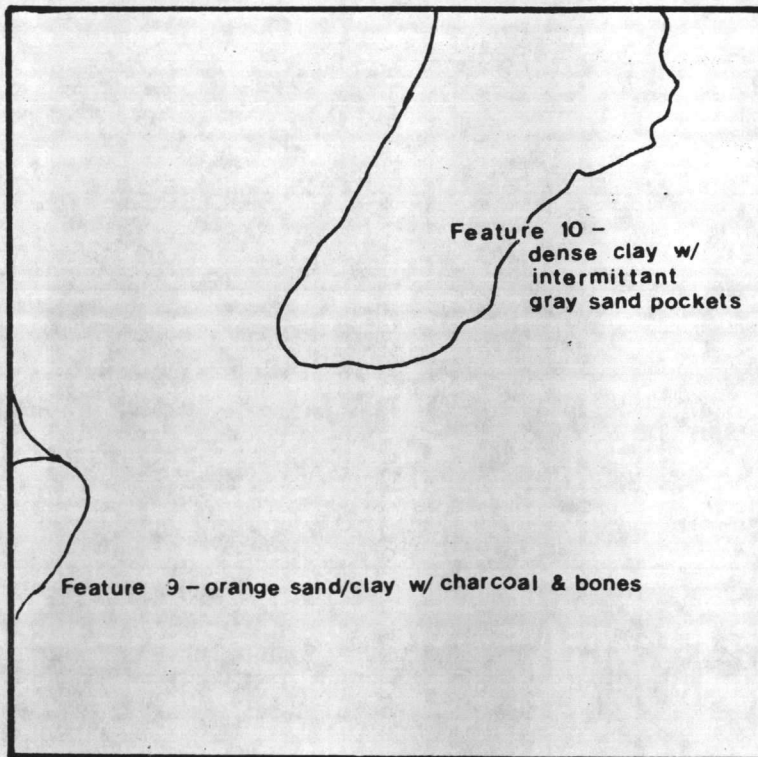 Feature 10 –
dense clay w/
intermittant
gray sand pockets
Feature 9 – orange sand/clay w/ charcoal & bones